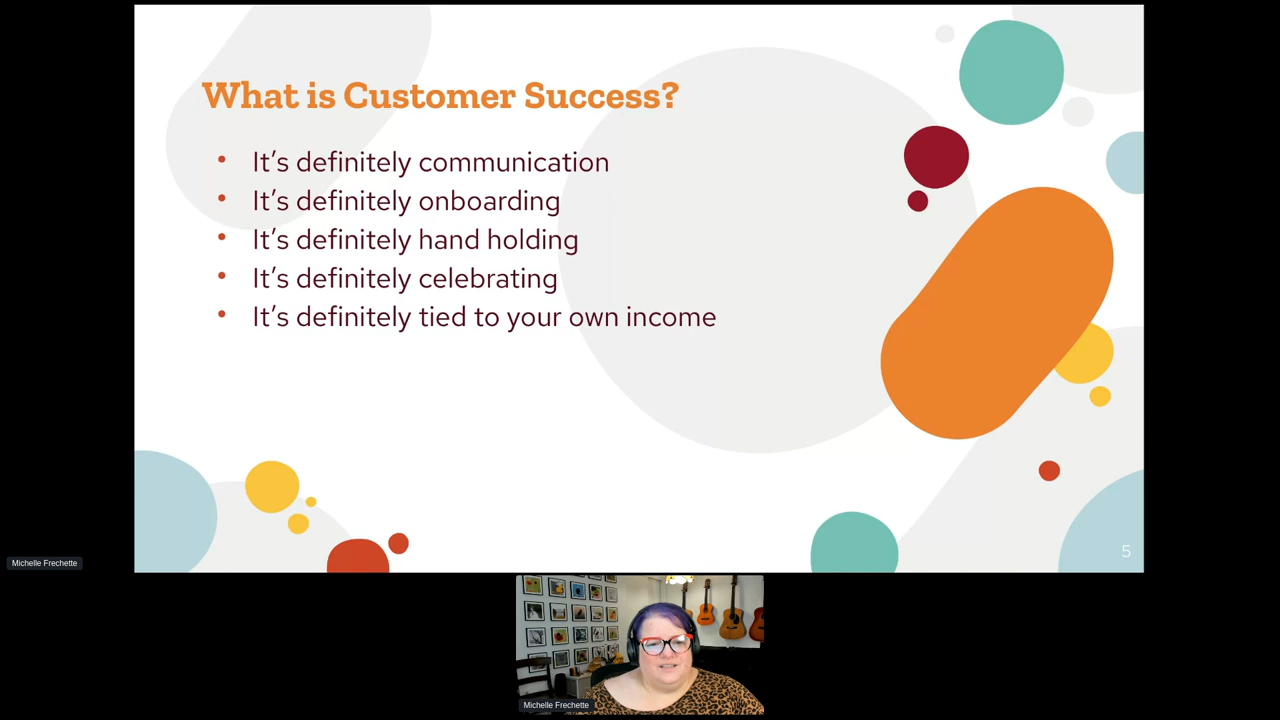 What is Customer Success?
It’s definitely communication
It’s definitely onboarding
It’s definitely hand holding
It’s definitely celebrating
It’s definitely tied to your own income
5
Michelle Frechette
Michelle Frechette